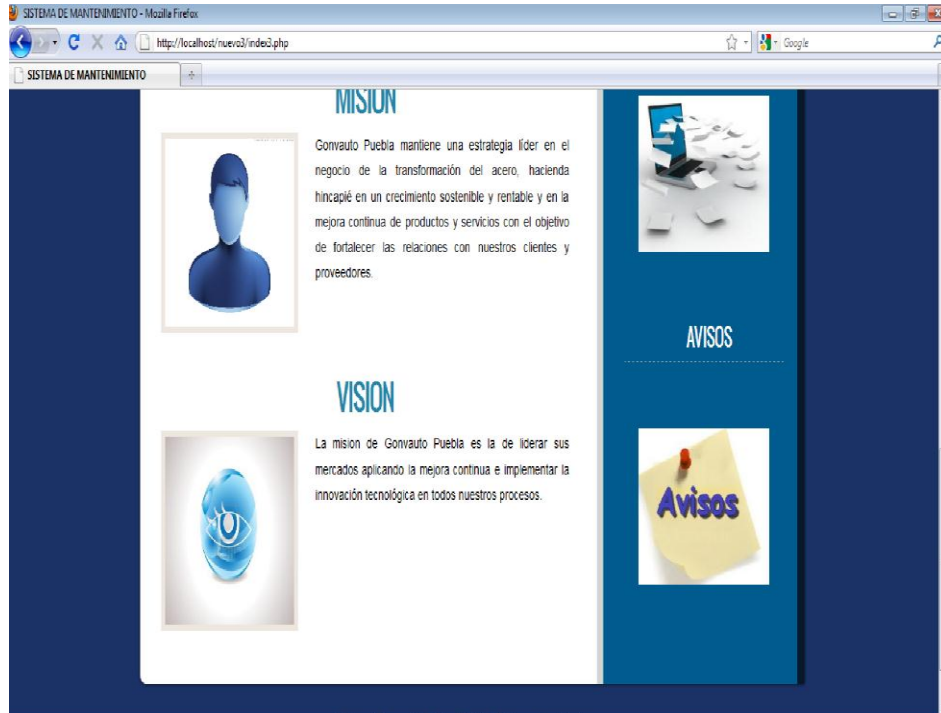 SISTEMA DE MANTENIMIENTO - Mozilla Firefox
http://localhost/nuevo3/index3.php
Google
SISTEMA DE MANTENIMIENTO
MISION
Gonvauto Puebla mantiene una estrategia líder en el
negocio de la transformación del acero, hacienda
hincapié en un crecimiento sostenible y rentable y en la
mejora continua de productos y servicios con el objetivo
de fortalecer las relaciones con nuestros clientes y
proveedores.
VISION
La mision de Gonvauto Puebla es la de liderar sus
mercados aplicando la mejora continua e implementar la
innovación tecnológica en todos nuestros procesos.
AVISOS
Avisos